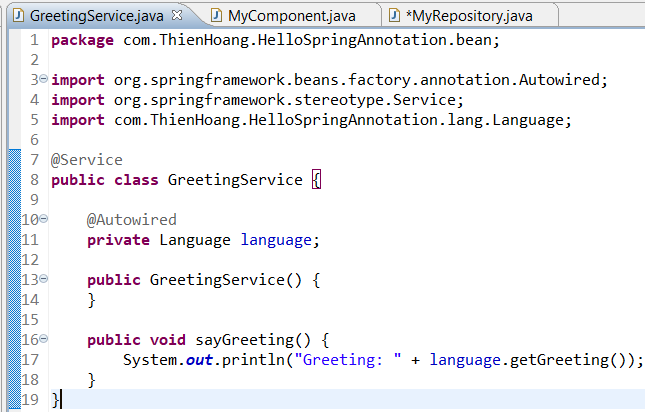 GreetingService.java MyComponent.java *MyRepository.java
1 package com.ThienHoang.HelloSpringAnnotation.bean;
2
3 import org.springframework.beans.factory.annotation.Autowired;
4 import org.springframework.stereotype.Service;
5 import com.ThienHoang.HelloSpringAnnotation.lang.Language;
6
7 @Service
8 public class GreetingService {
9
10 @Autowired
11 private Language language;
12
13 public GreetingService() {
14 }
15
16 public void sayGreeting() {
17 System.out.println("Greeting: " + language.getGreeting());
18 }
19 }